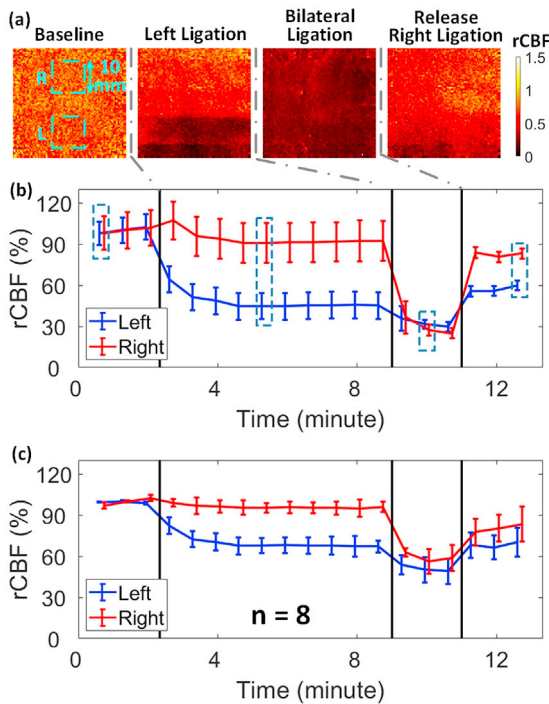 (a)
Baseline
Left Ligation
Bilateral
Ligation
Release
Right Ligation
rCBF
R
10
mm
L
1.5
1
0.5
0
(b)
120
90
60
30
0
rCBF (%)
Left
Right
0 4 8 12
Time (minute)
(c)
120
90
60
30
0
rCBF (%)
Left
Right
n = 8
0 4 8 12
Time (minute)